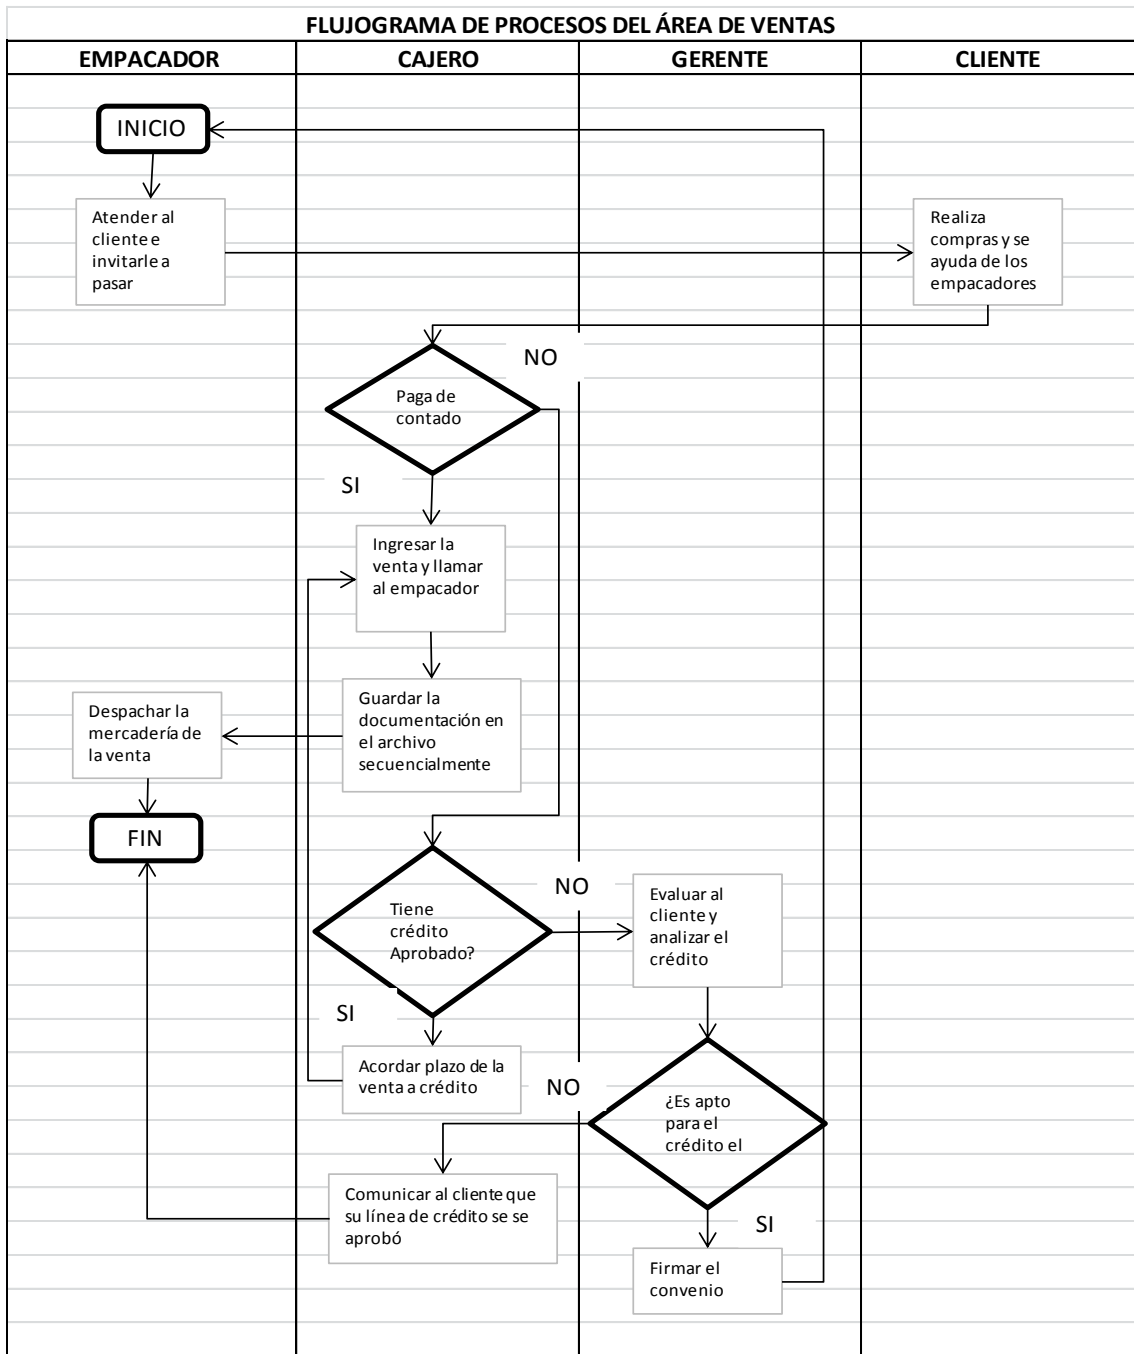 FLUJOGRAMA DE PROCESOS DEL ÁREA DE VENTAS
EMPACADOR
CAJERO
GERENTE
CLIENTE
INICIO
Atender al
cliente e
invitarle a
pasar
Realiza
compras y se
ayuda de los
empacadores
NO
Paga de
contado
SI
Ingresar la
venta y llamar
al empacador
Guardar la
documentación en
el archivo
secuencialmente
Despachar la
mercadería de
la venta
FIN
NO
Tiene
crédito
Aprobado?
Evaluar al
cliente y
analizar el
crédito
SI
Acordar plazo de la
venta a crédito
NO
¿Es apto
para el
crédito el
Comunicar al cliente que
su línea de crédito se se
aprobó
SI
Firmar el
convenio